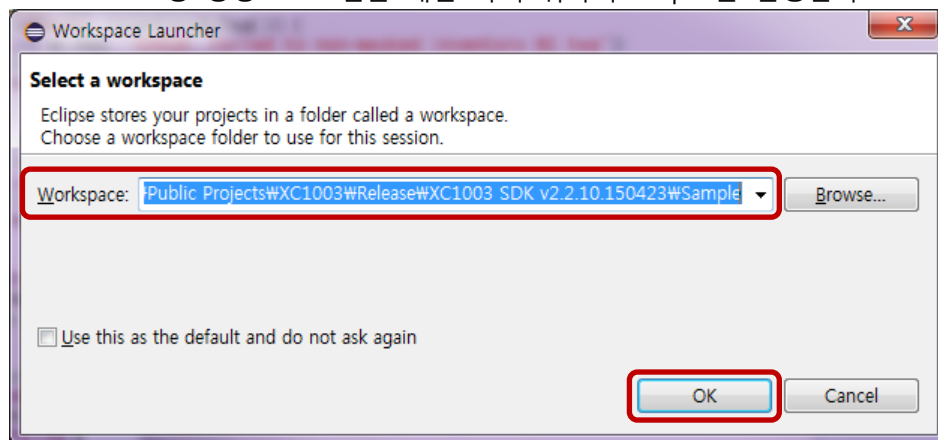 Workspace Launcher
Select a workspace
Eclipse stores your projects in a folder called a workspace.
Choose a workspace folder to use for this session.
Workspace: Public Projects₩XC1003₩Release₩XC1003 SDK v2.2.10.150423₩Sample Browse...
Use this as the default and do not ask again
OK Cancel